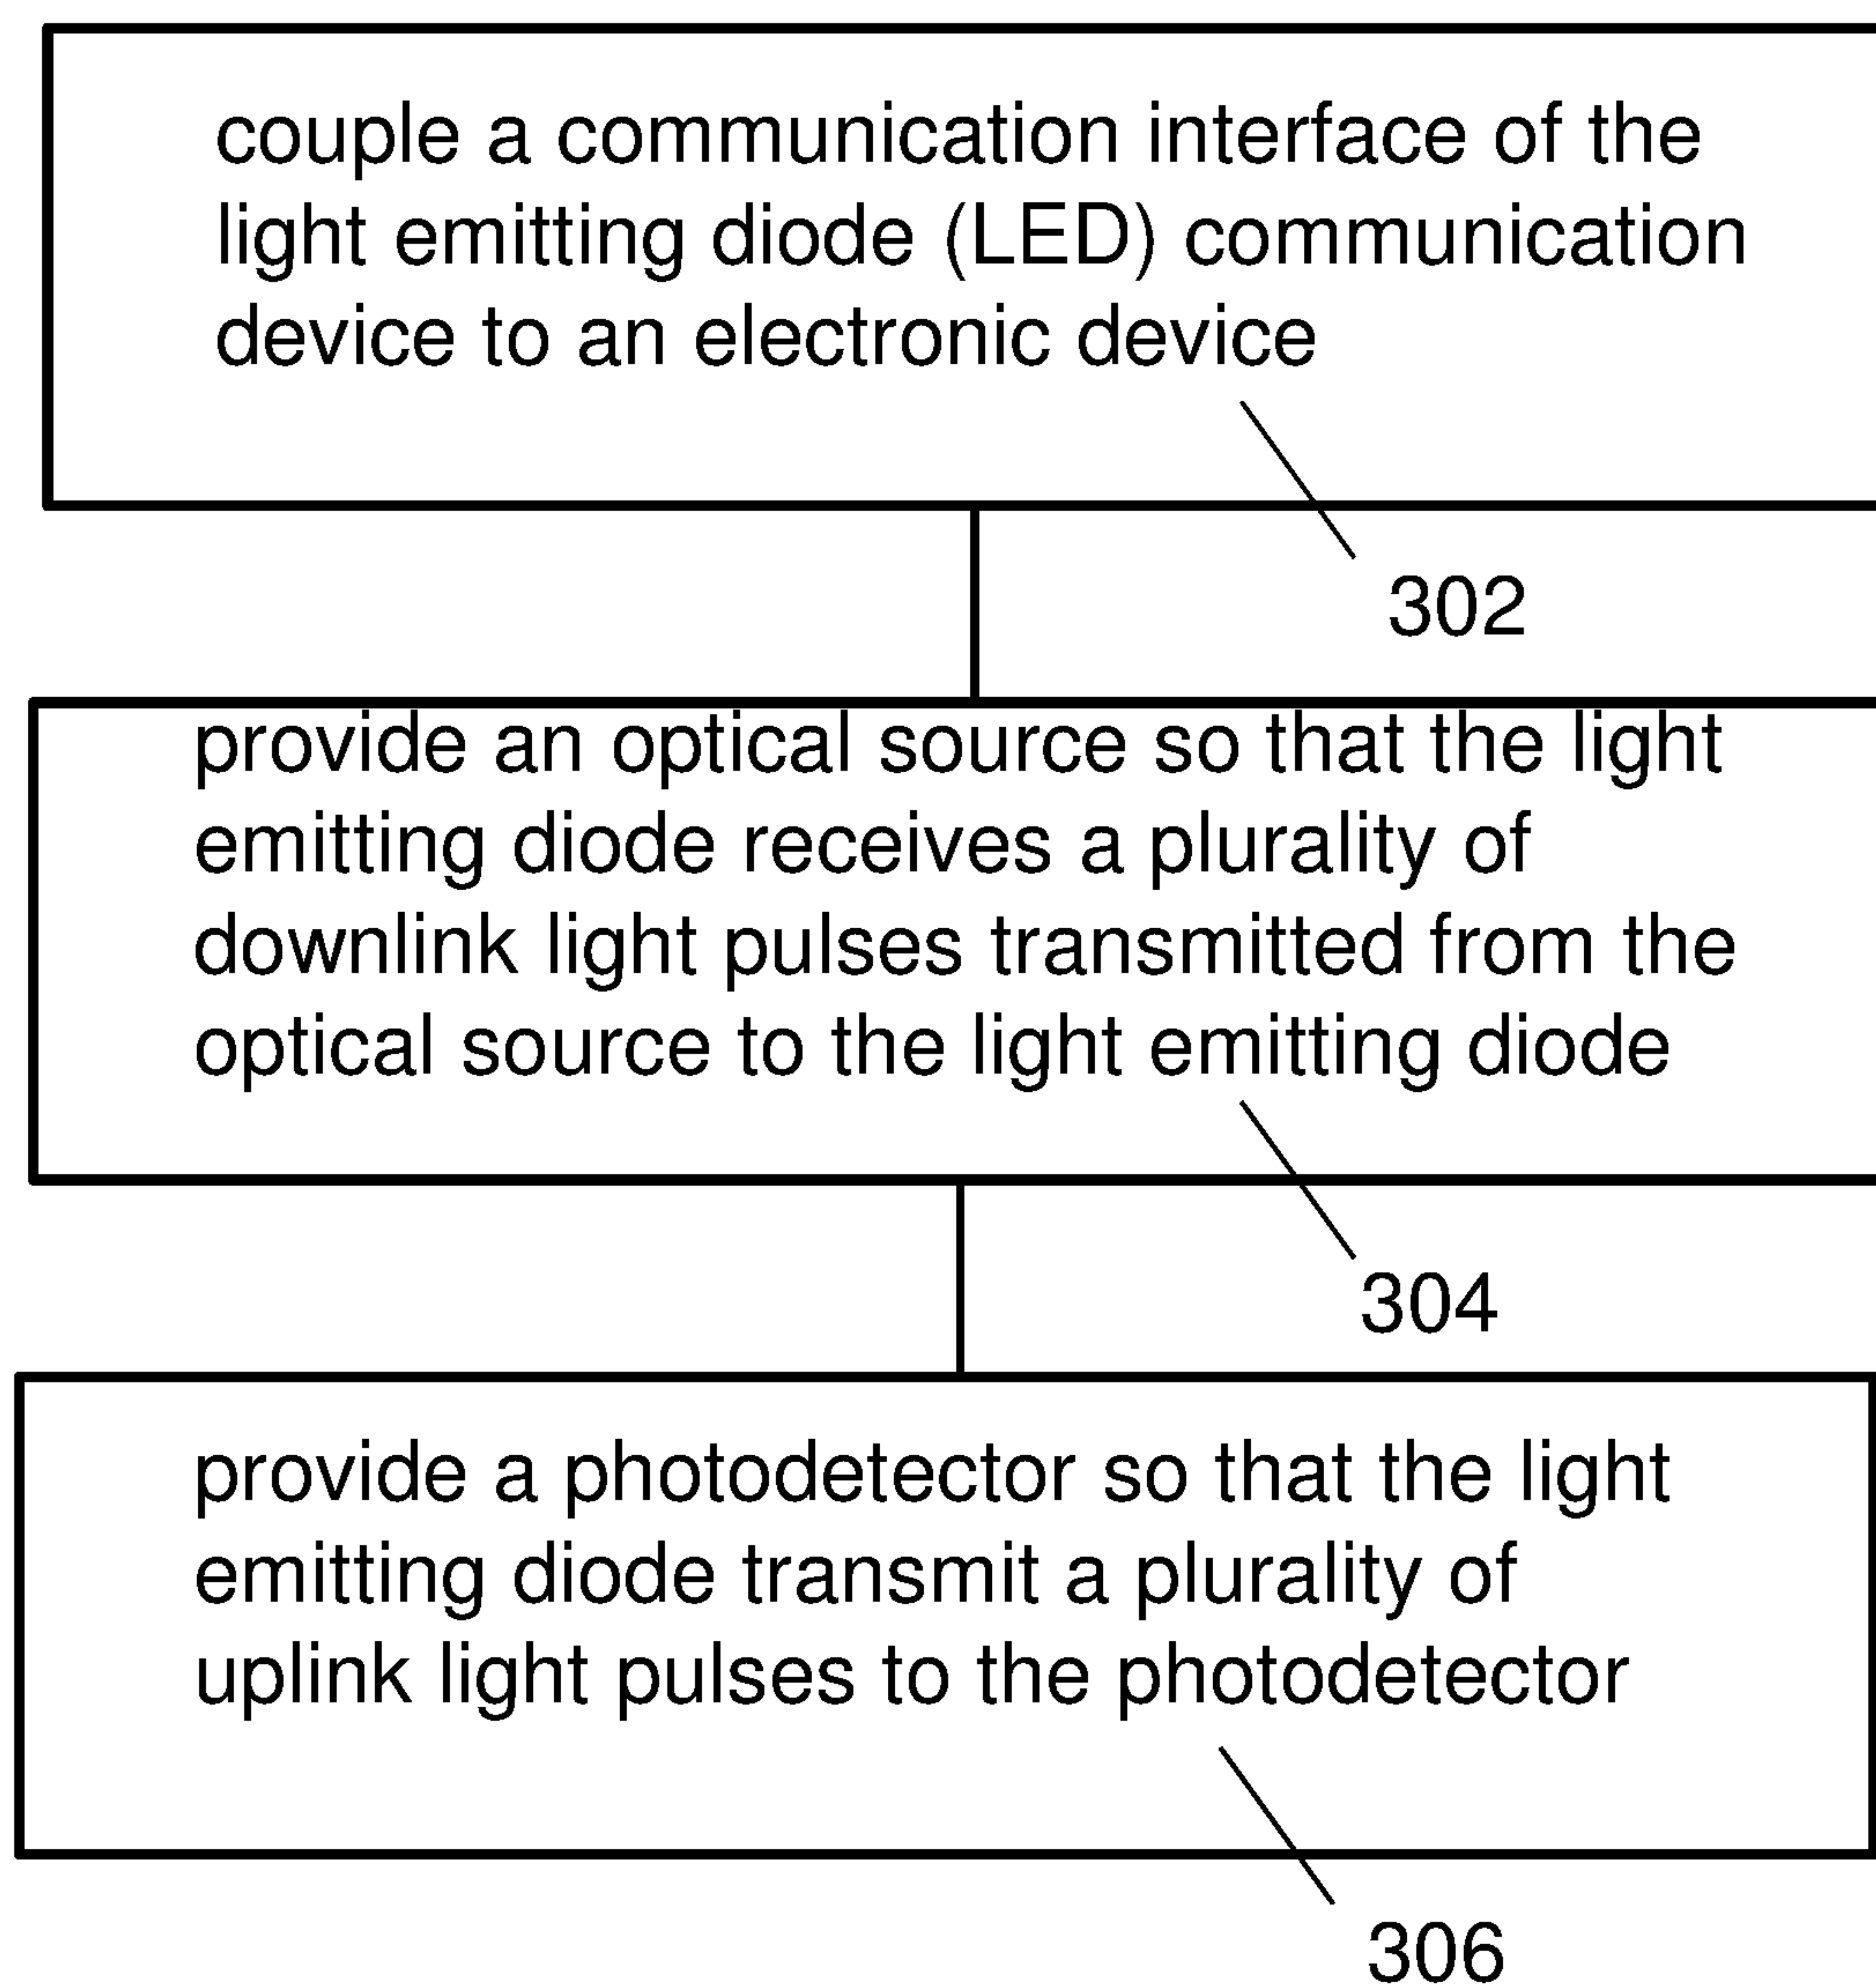 couple a communication interface of the
light emitting diode (LED) communication
device to an electronic device
302
provide an optical source so that the light
emitting diode receives a plurality of
downlink light pulses transmitted from the
optical source to the light emitting diode
304
provide a photodetector so that the light
emitting diode transmit a plurality of
uplink light pulses to the photodetector
306